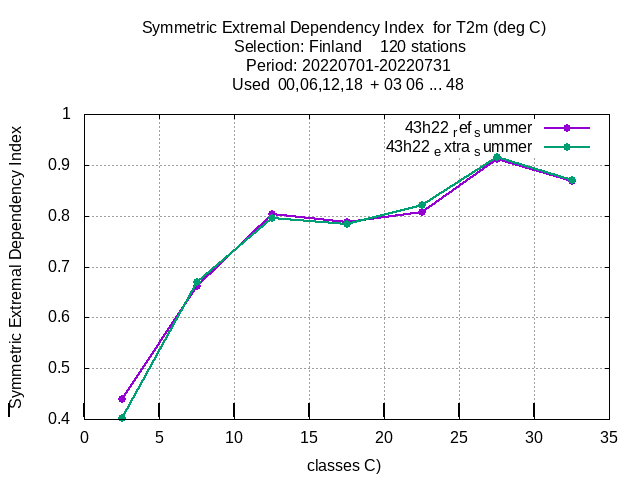 Symmetric Extremal Dependency Index  for T2m (deg C)
Selection: Finland    120 stations
Period: 20220701-20220731
Used  00,06,12,18  + 03 06 ... 48
43h22 ref summer
43h22 extra summer
Symmetric Extremal Dependency Index
1
0.9
0.8
0.7
0.6
0.5
0.4
0 5 10 15 20 25 30 35
classes C)